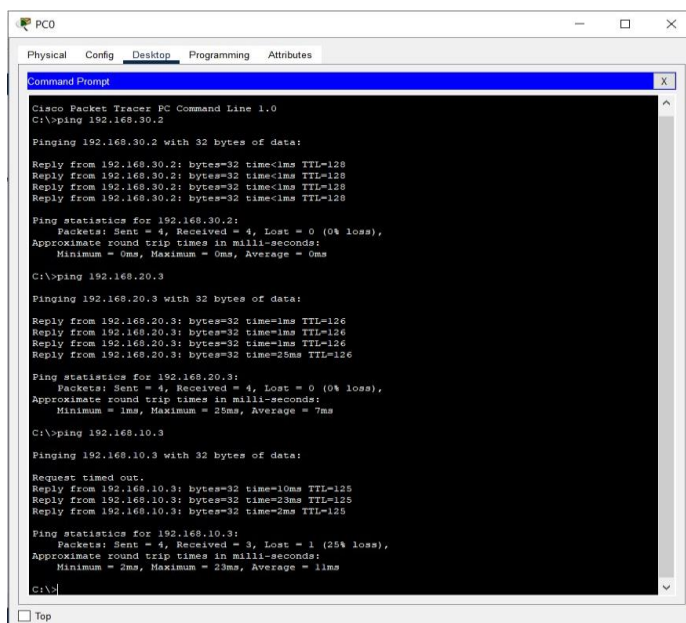 PC0
Physical Config Desktop Programming Attributes
Command Prompt
X
Cisco Packet Tracer PC Command Line 1.0
C:\>ping 192.168.30.2
Pinging 192.168.30.2 with 32 bytes of data:
Reply from 192.168.30.2: bytes=32 time<1ms TTL=128
Reply from 192.168.30.2: bytes=32 time<1ms TTL=128
Reply from 192.168.30.2: bytes=32 time<1ms TTL=128
Reply from 192.168.30.2: bytes=32 time<1ms TTL=128
Ping statistics for 192.168.30.2:
Packets: Sent = 4, Received = 4, Lost = 0 (0% loss),
Approximate round trip times in milli-seconds:
Minimum = 0ms, Maximum = 0ms, Average = 0ms
C:\>ping 192.168.20.3
Pinging 192.168.20.3 with 32 bytes of data:
Reply from 192.168.20.3: bytes=32 time=1ms TTL=126
Reply from 192.168.20.3: bytes=32 time=1ms TTL=126
Reply from 192.168.20.3: bytes=32 time=1ms TTL=126
Reply from 192.168.20.3: bytes=32 time=25ms TTL=126
Ping statistics for 192.168.20.3:
Packets: Sent = 4, Received = 4, Lost = 0 (0% loss),
Approximate round trip times in milli-seconds:
Minimum = 1ms, Maximum = 25ms, Average = 7ms
C:\>ping 192.168.10.3
Pinging 192.168.10.3 with 32 bytes of data:
Request timed out.
Reply from 192.168.10.3: bytes=32 time=10ms TTL=125
Reply from 192.168.10.3: bytes=32 time=23ms TTL=125
Reply from 192.168.10.3: bytes=32 time=2ms TTL=125
Ping statistics for 192.168.10.3:
Packets: Sent = 4, Received = 3, Lost = 1 (25% loss),
Approximate round trip times in milli-seconds:
Minimum = 2ms, Maximum = 23ms, Average = 11ms
C:\>
Top